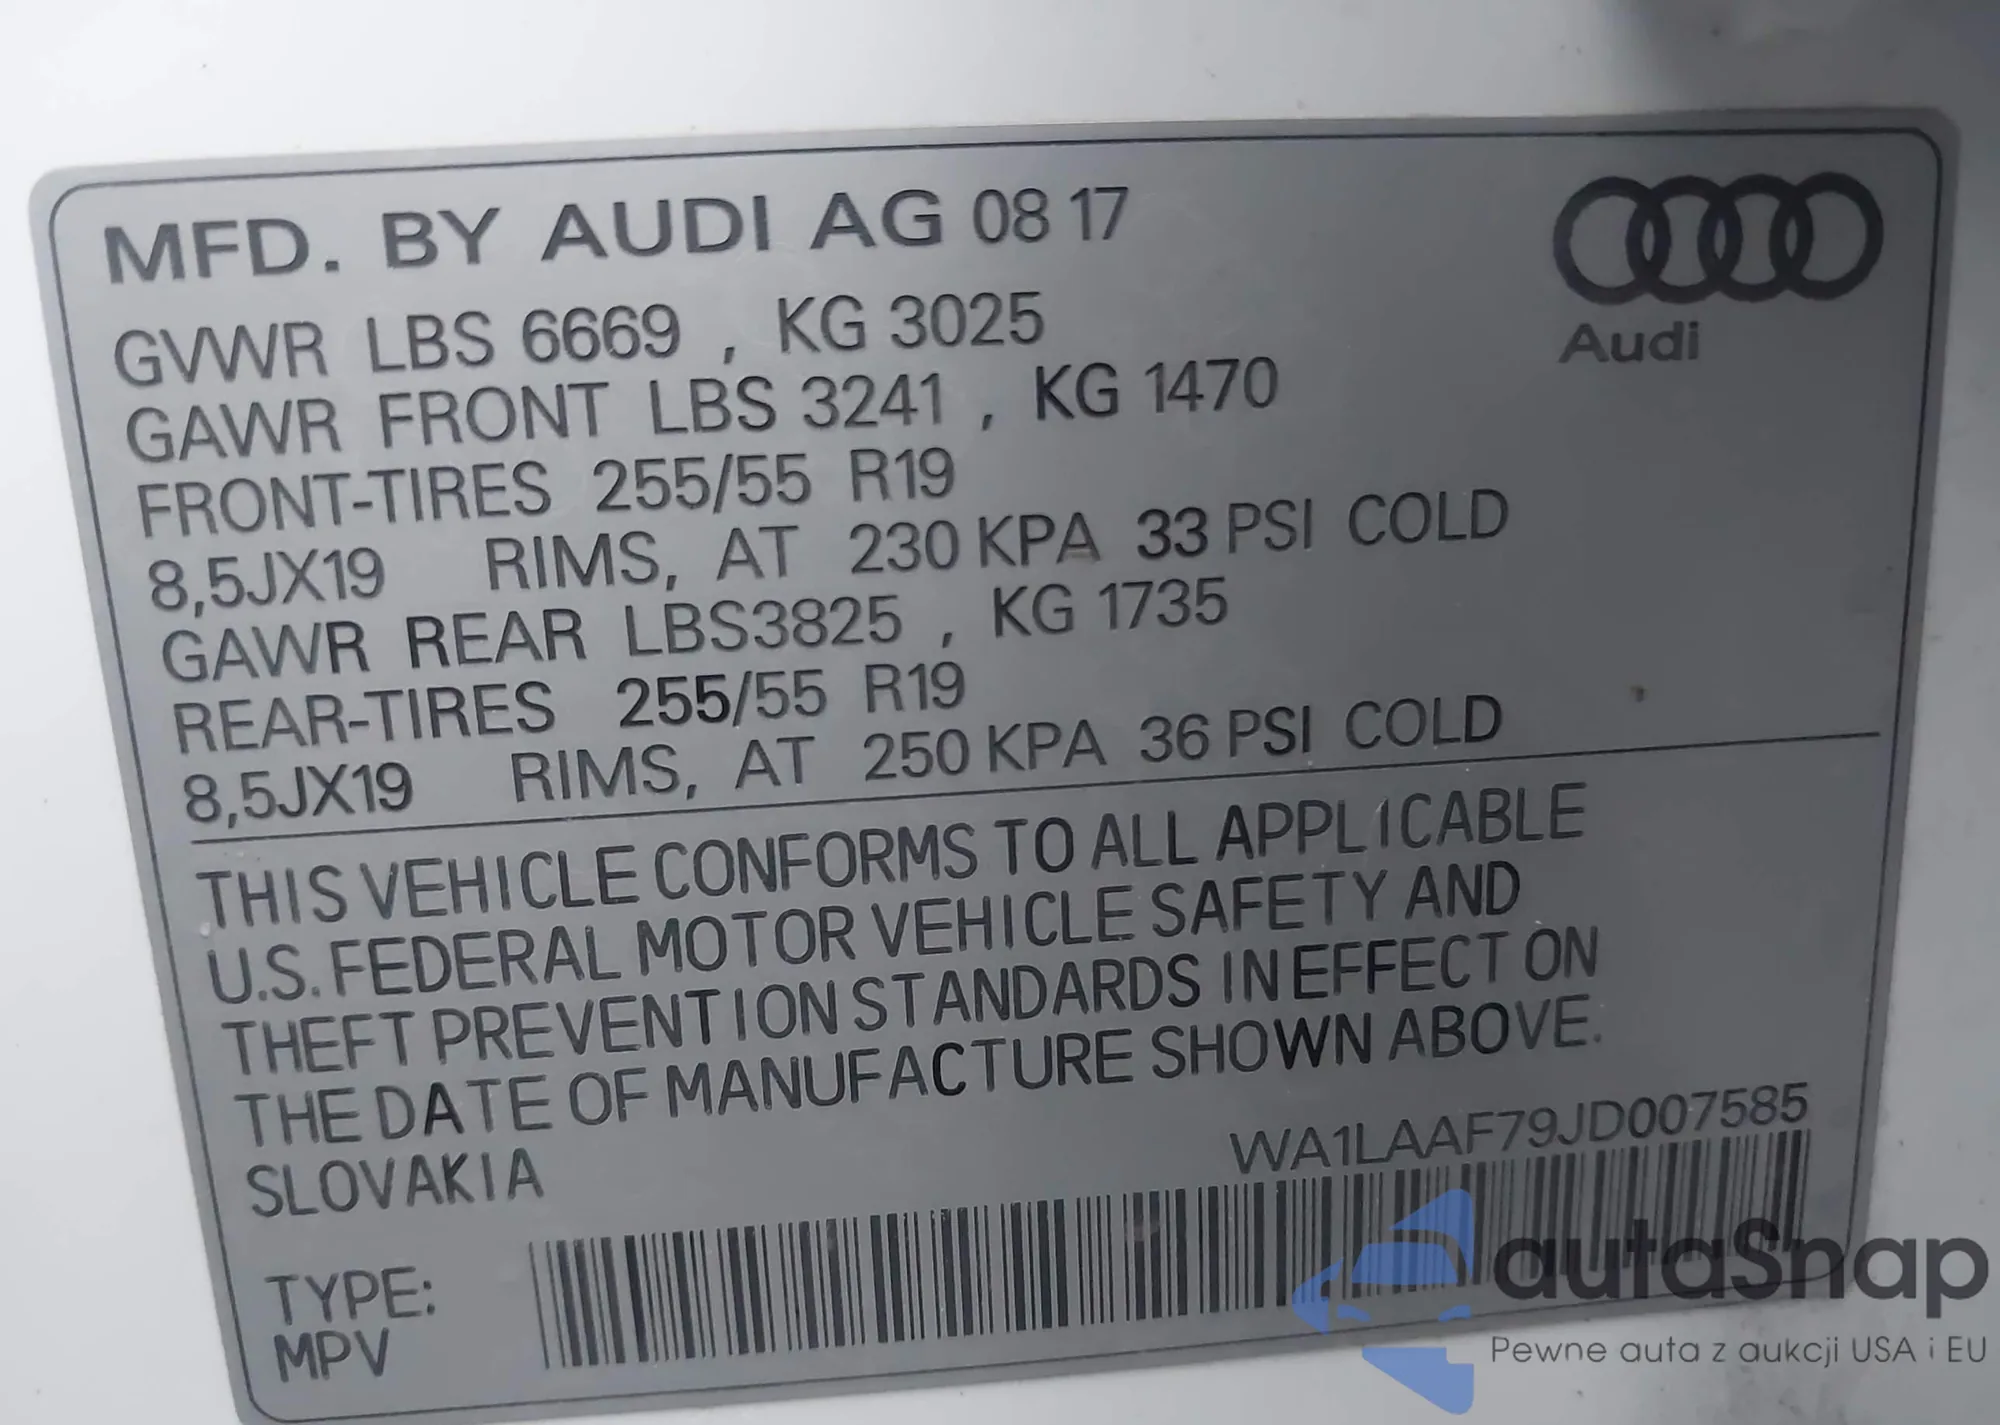 MFD. BY AUDI AG 08 17
Audi
GVWR LBS 6669 , KG 3025
GAWR FRONT LBS 3241 , KG 1470
FRONT-TIRES 255/55 R19
8,5JX19 RIMS, AT 230 KPA 33 PSI COLD
GAWR REAR LBS3825 , KG 1735
REAR-TIRES 255/55 R19
8,5JX19 RIMS, AT 250 KPA 36 PSI COLD
THIS VEHICLE CONFORMS TO ALL APPLICABLE
U.S. FEDERAL MOTOR VEHICLE SAFETY AND
THEFT PREVENTION STANDARDS IN EFFECT ON
THE DATE OF MANUFACTURE SHOWN ABOVE.
SLOVAKIA
WA1LAAF79JD007585
TYPE:
MPV
autaSnap
Pewne auta z aukcji USA i EU